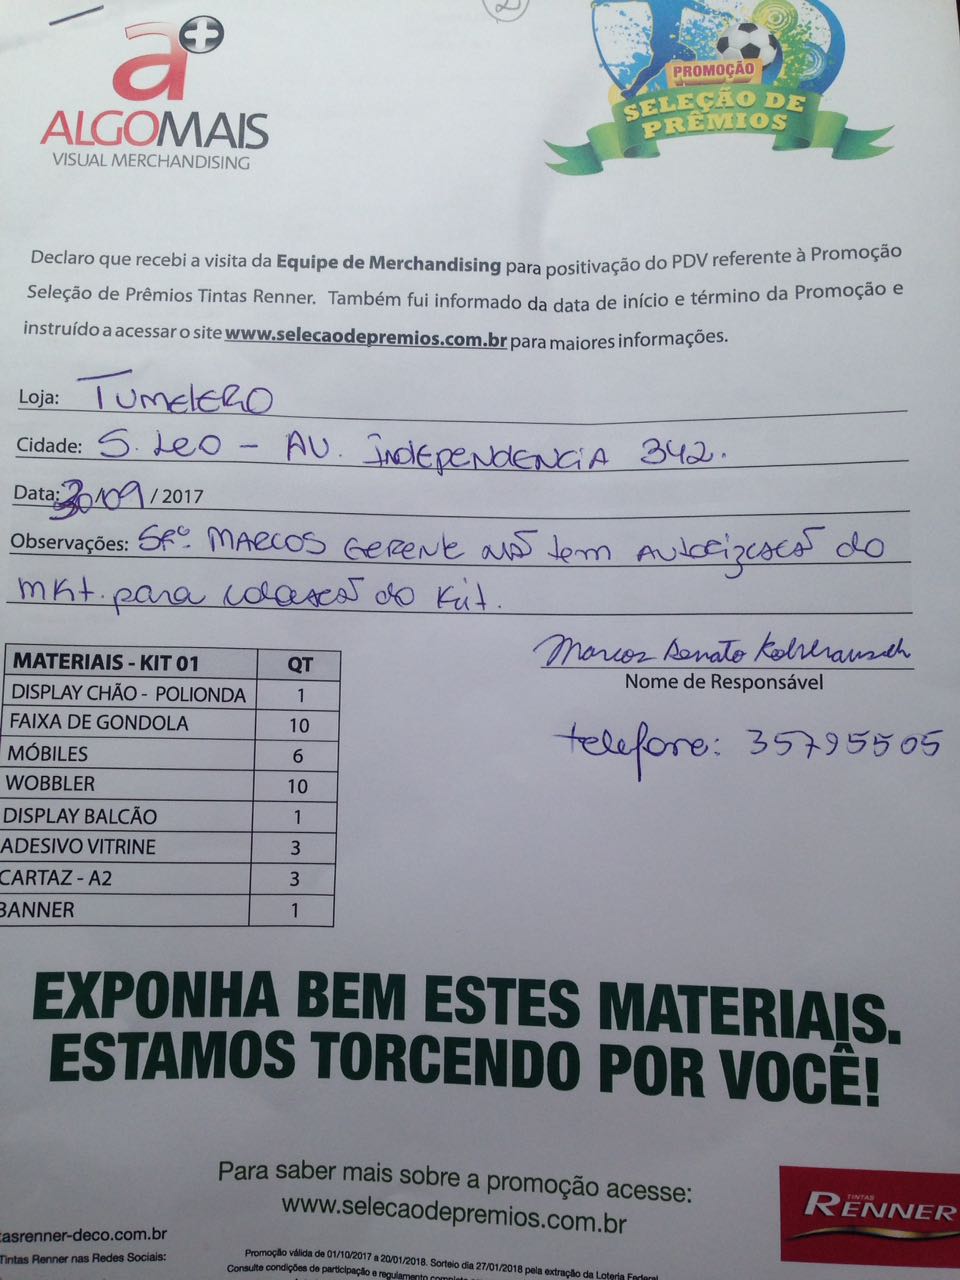 2
a+
ALGOMAIS
VISUAL MERCHANDISING
PROMOÇÃO
SELEÇÃO DE
PRÊMIOS
Declaro que recebi a visita da Equipe de Merchandising para positivação do PDV referente à Promoção
Seleção de Prêmios Tintas Renner. Também fui informado da data de início e término da Promoção e
instruído a acessar o site www.selecaodepremios.com.br para maiores informações.
Loja: TUMELERO
Cidade: S. LEO - AV. INDEPENDENCIA 342.
Data: 30/09 / 2017
Observações: SRº. MARCOS GERENTE NÃO tem AUTORIZAÇÃO do
MKt. para colocação do Kit.
MATERIAIS - KIT 01 QT
DISPLAY CHÃO - POLIONDA 1
FAIXA DE GONDOLA 10
MÓBILES 6
WOBBLER 10
DISPLAY BALCÃO 1
ADESIVO VITRINE 3
CARTAZ - A2 3
BANNER 1
Marcos Renato
Nome de Responsável
telefone: 35795505
EXPONHA BEM ESTES MATERIAIS.
ESTAMOS TORCENDO POR VOCÊ!
Para saber mais sobre a promoção acesse:
www.selecaodepremios.com.br
TINTAS
RENNER
tasrenner-deco.com.br
Tintas Renner nas Redes Sociais:
Promoção válida de 01/10/2017 a 20/01/2018. Sorteio dia 27/01/2018 pela extração da Loteria Federal
Consulte condições de participação e regulamento